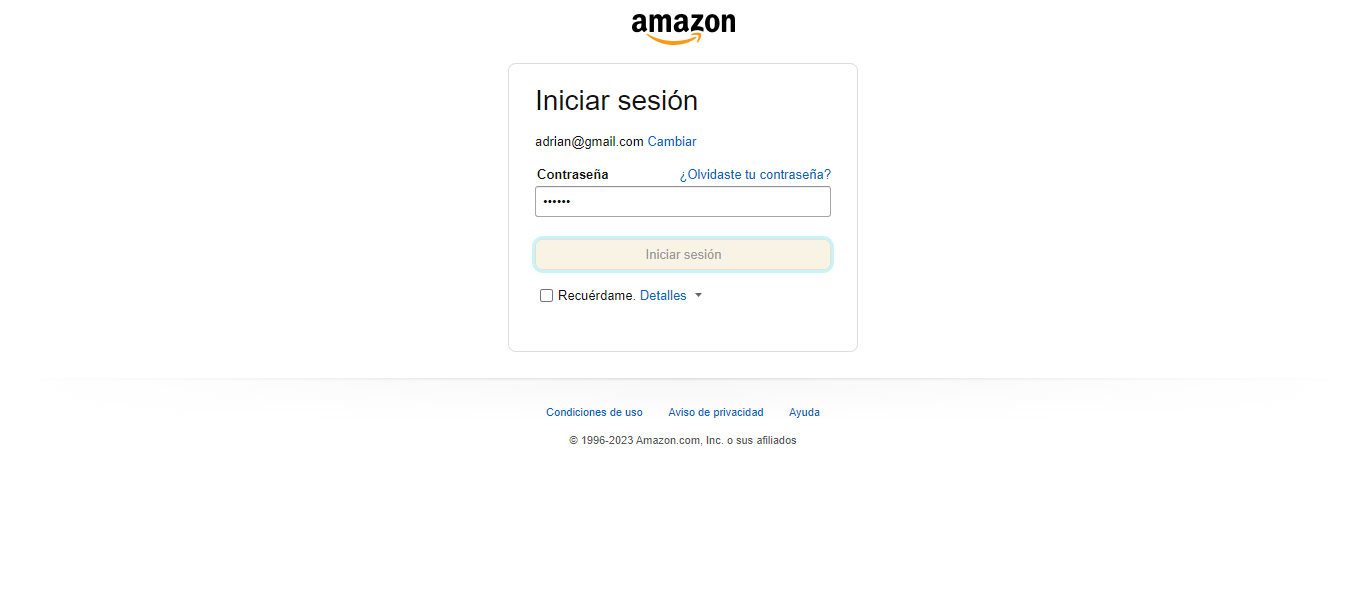 amazon
Iniciar sesión
adrian@gmail.com Cambiar
Contraseña ¿Olvidaste tu contraseña?
••••••
Iniciar sesión
Recuérdame. Detalles
Condiciones de uso Aviso de privacidad Ayuda
© 1996-2023 Amazon.com, Inc. o sus afiliados